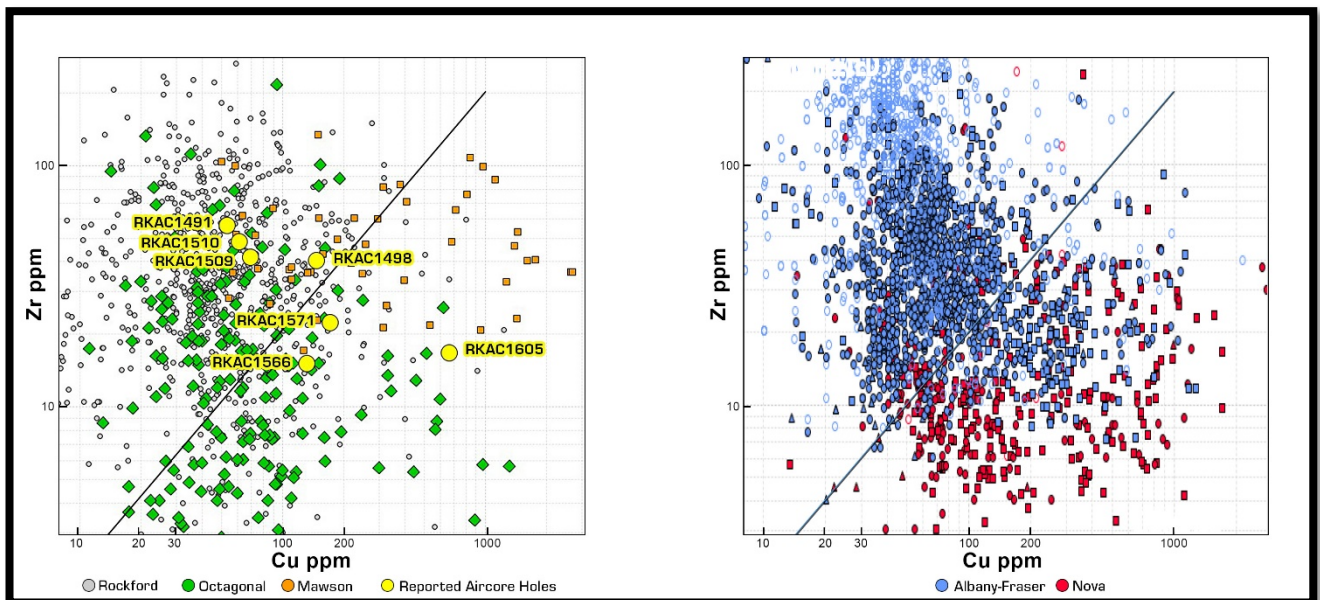 Zr ppm
100
10
RKAC1491
RKAC1510
RKAC1509
RKAC1498
RKAC1571
RKAC1566
RKAC1605
10 20 30 100 200 1000
Cu ppm
Rockford Octagonal Mawson Reported Aircore Holes
Zr ppm
100
10
10 20 30 100 200 1000
Cu ppm
Albany-Fraser Nova